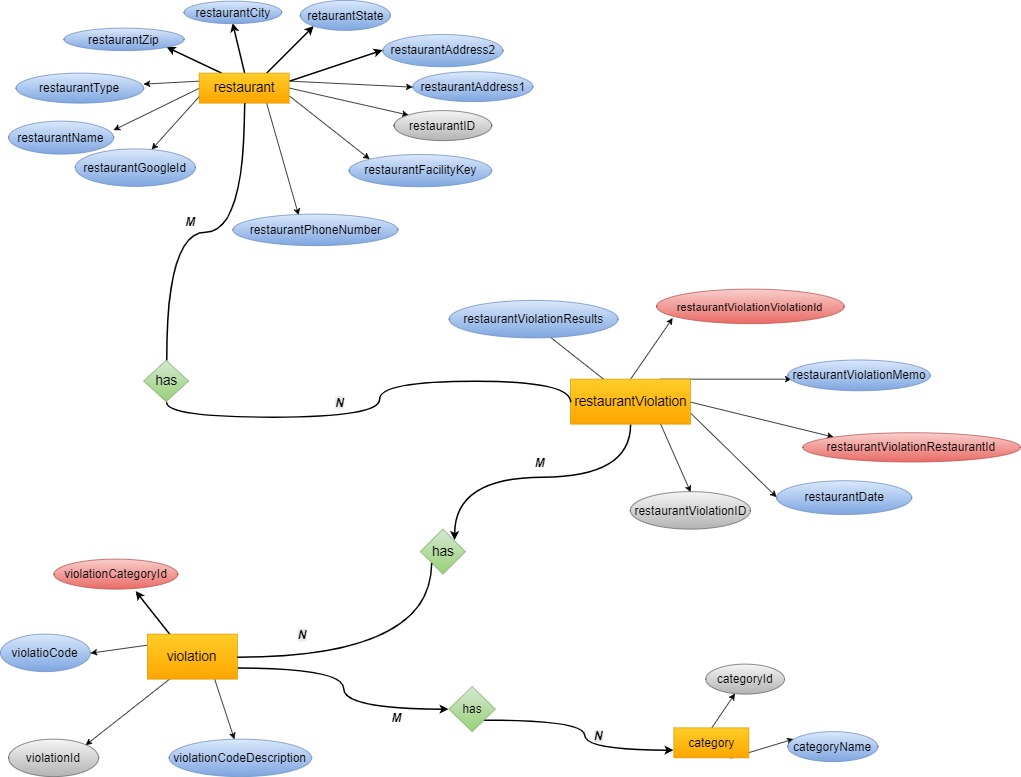 restaurantCity
retaurantState
restaurantZip
restaurantAddress2
restaurantType
restaurant
restaurantAddress1
restaurantID
restaurantName
restaurantGoogleId
restaurantFacilityKey
M
restaurantPhoneNumber
restaurantViolationViolationId
restaurantViolationResults
has
restaurantViolationMemo
N
restaurantViolation
restaurantViolationRestaurantId
M
restaurantDate
restaurantViolationID
has
violationCategoryId
N
violatioCode
violation
categoryId
has
M
N
category
categoryName
violationId
violationCodeDescription